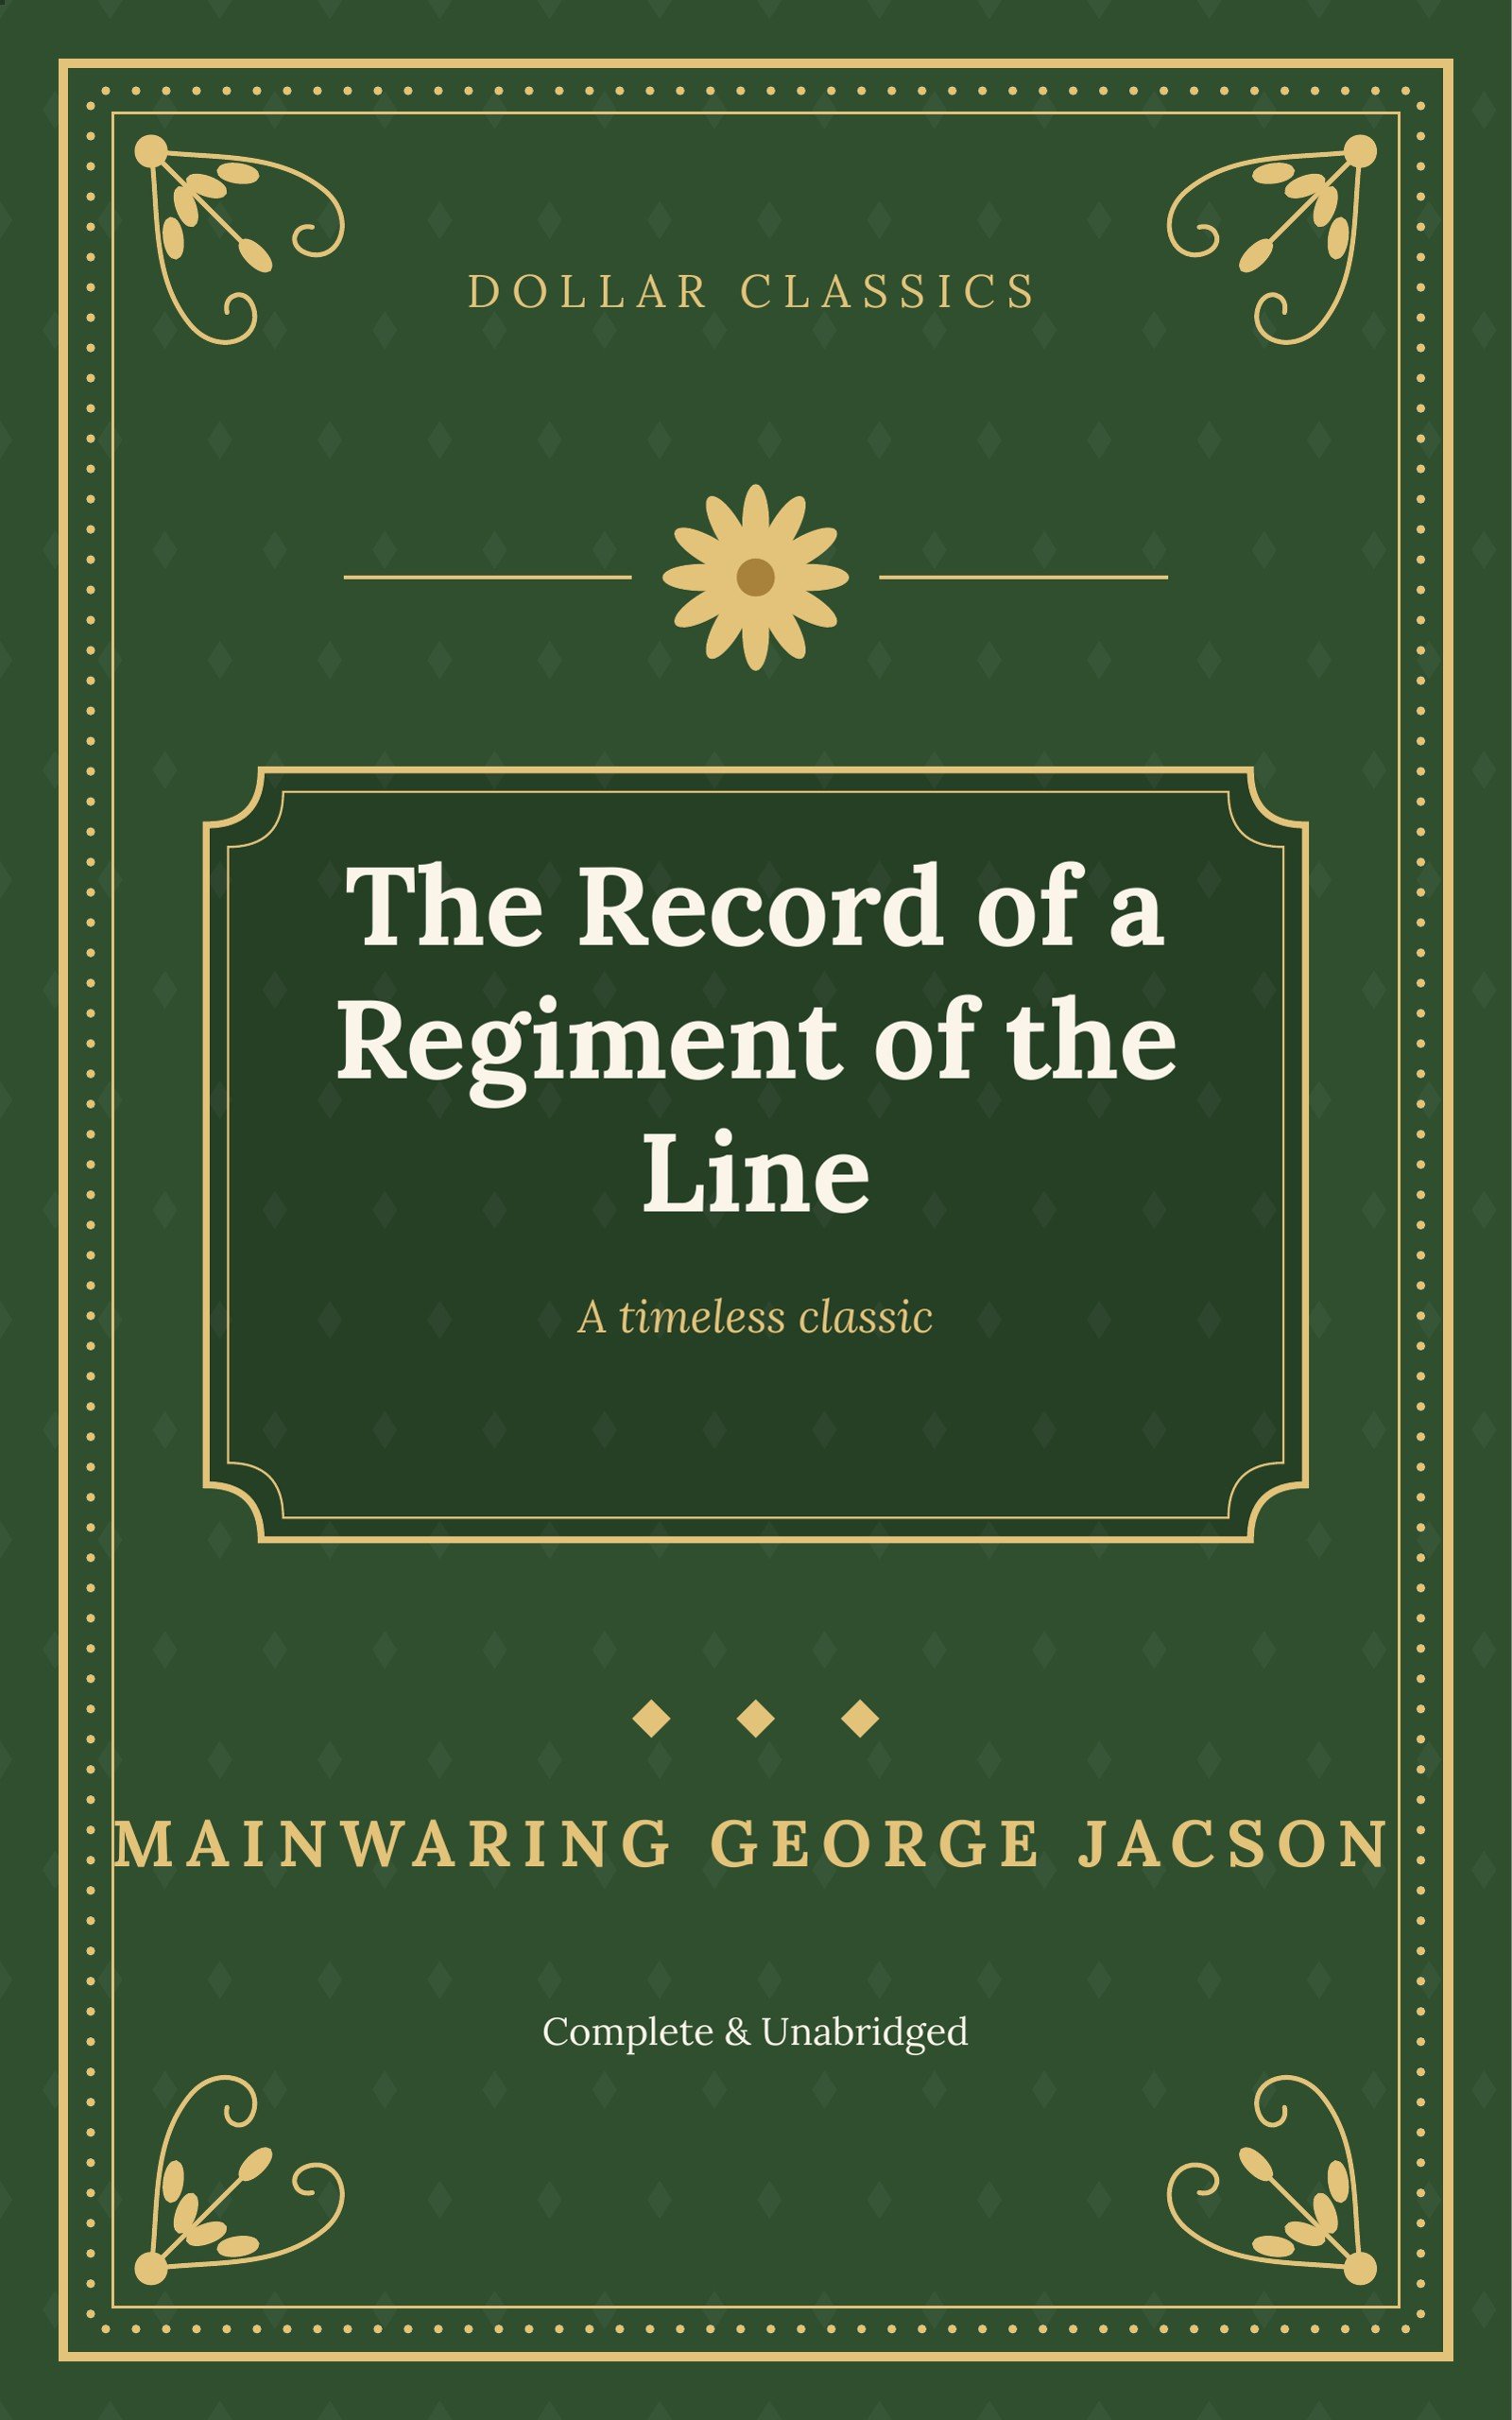 DOLLAR CLASSICS
The Record of a
Regiment of the
Line
A timeless classic
MAINWARING GEORGE JACSON
Complete & Unabridged